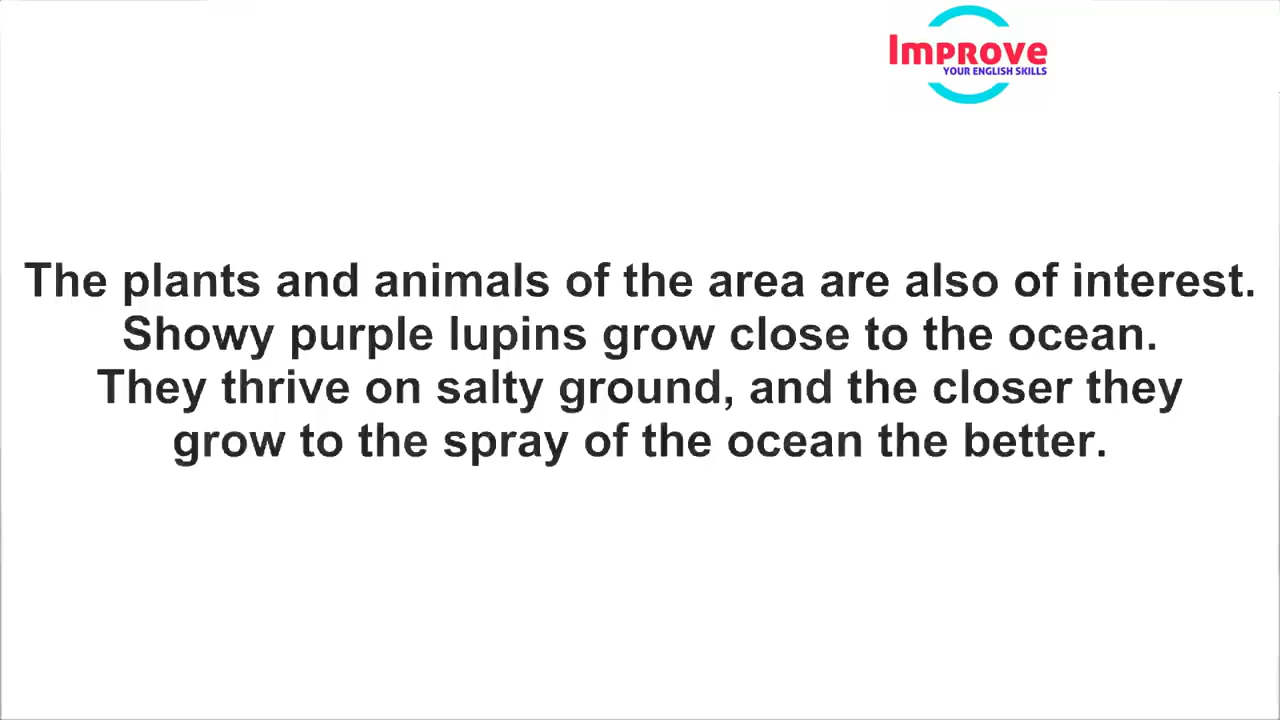 Improve
YOUR ENGLISH SKILLS
The plants and animals of the area are also of interest.
Showy purple lupins grow close to the ocean.
They thrive on salty ground, and the closer they
grow to the spray of the ocean the better.